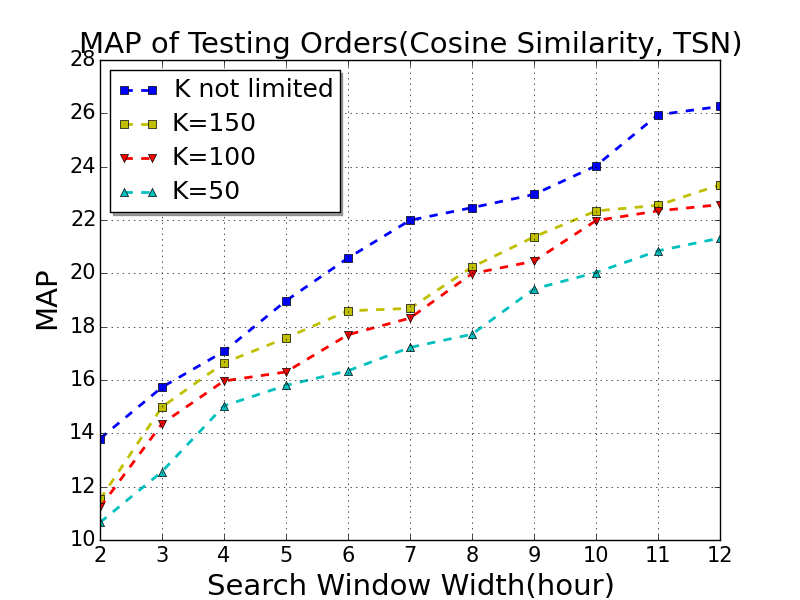 MAP of Testing Orders(Cosine Similarity, TSN)
28
26
24
22
20
18
16
14
12
10
MAP
K not limited
K=150
K=100
K=50
2 3 4 5 6 7 8 9 10 11 12
Search Window Width(hour)